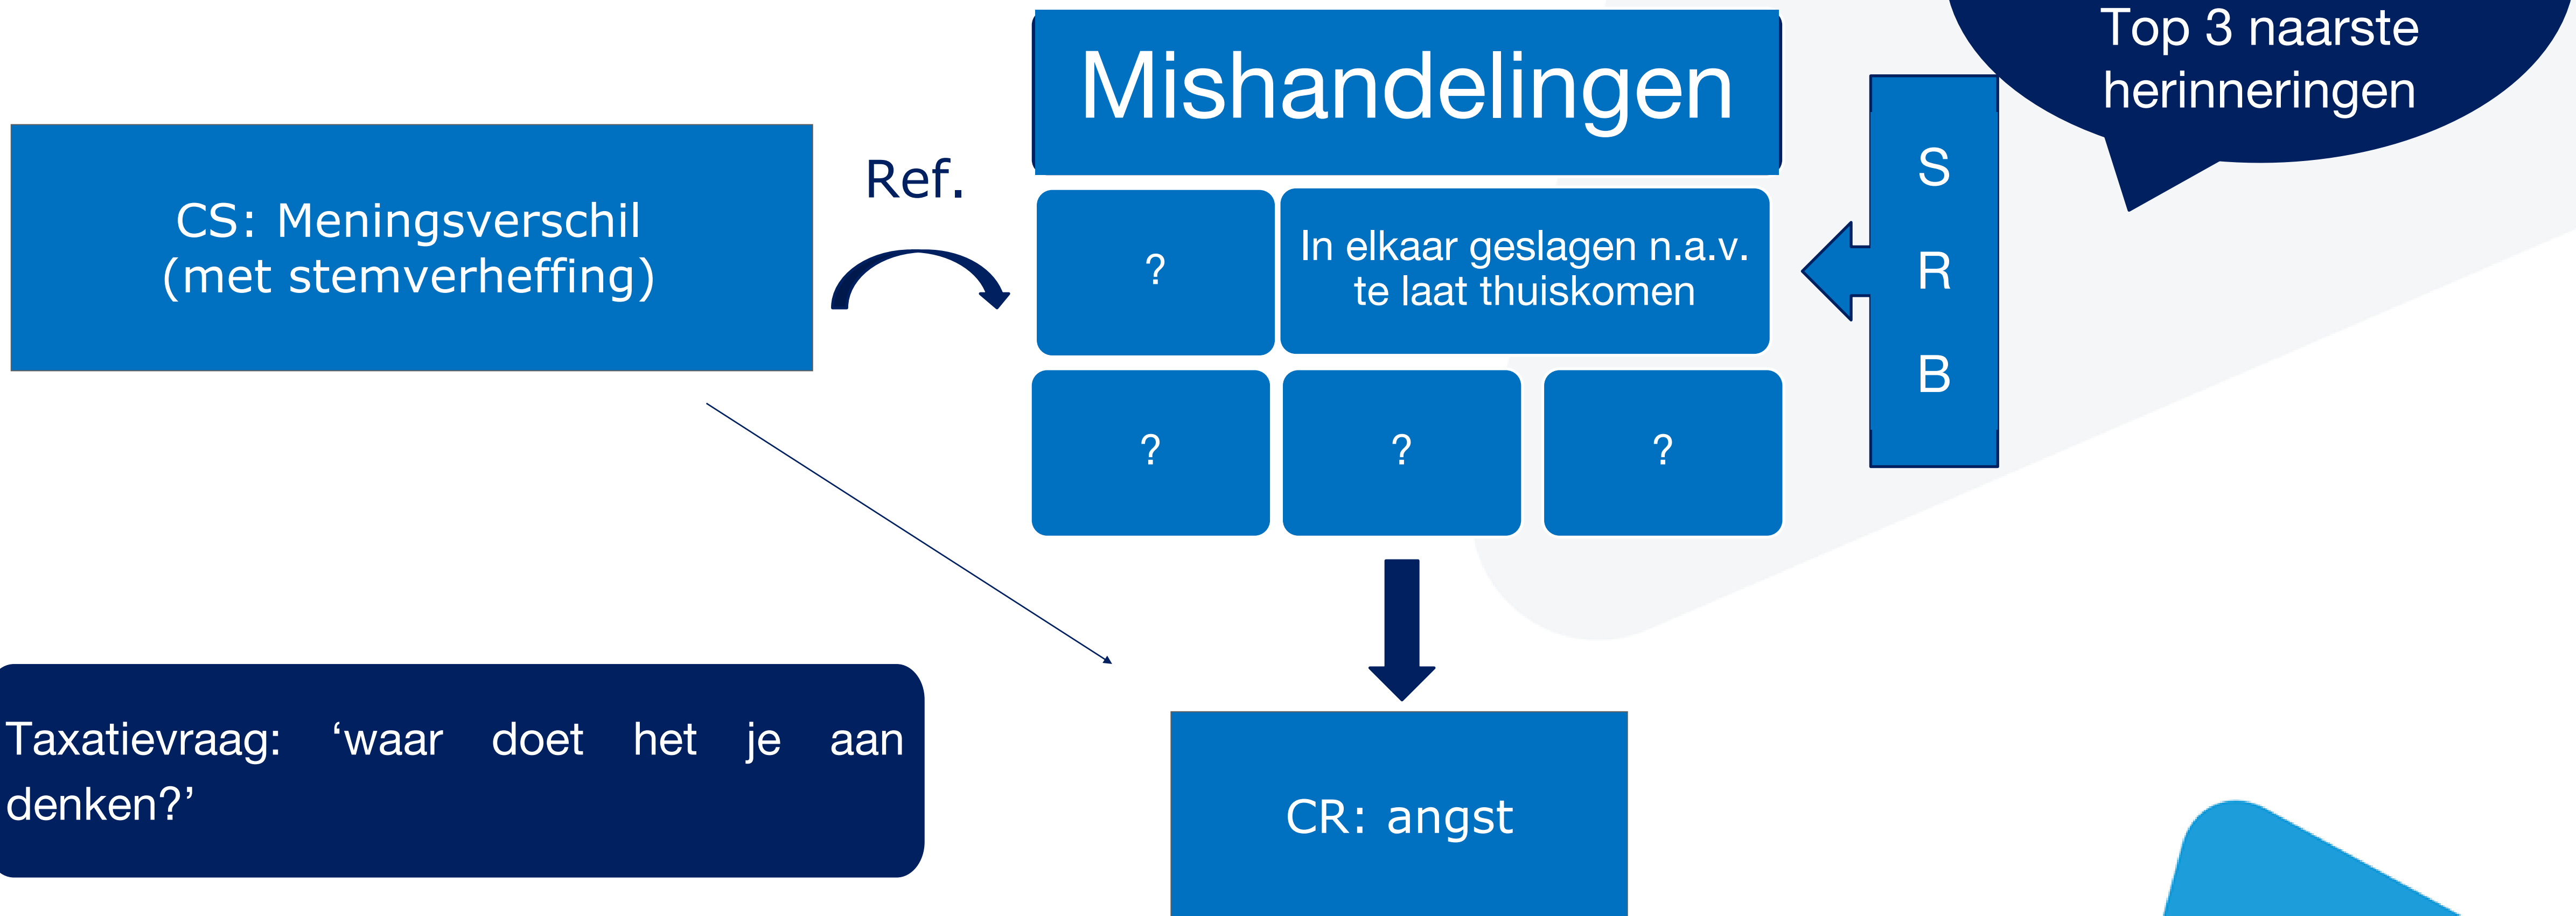 Top 3 naarste
herinneringen
Mishandelingen
CS: Meningsverschil
(met stemverheffing)
Ref.
?
In elkaar geslagen n.a.v.
te laat thuiskomen
S
R
B
?
?
?
Taxatievraag: ‘waar doet het je aan
denken?’
CR: angst